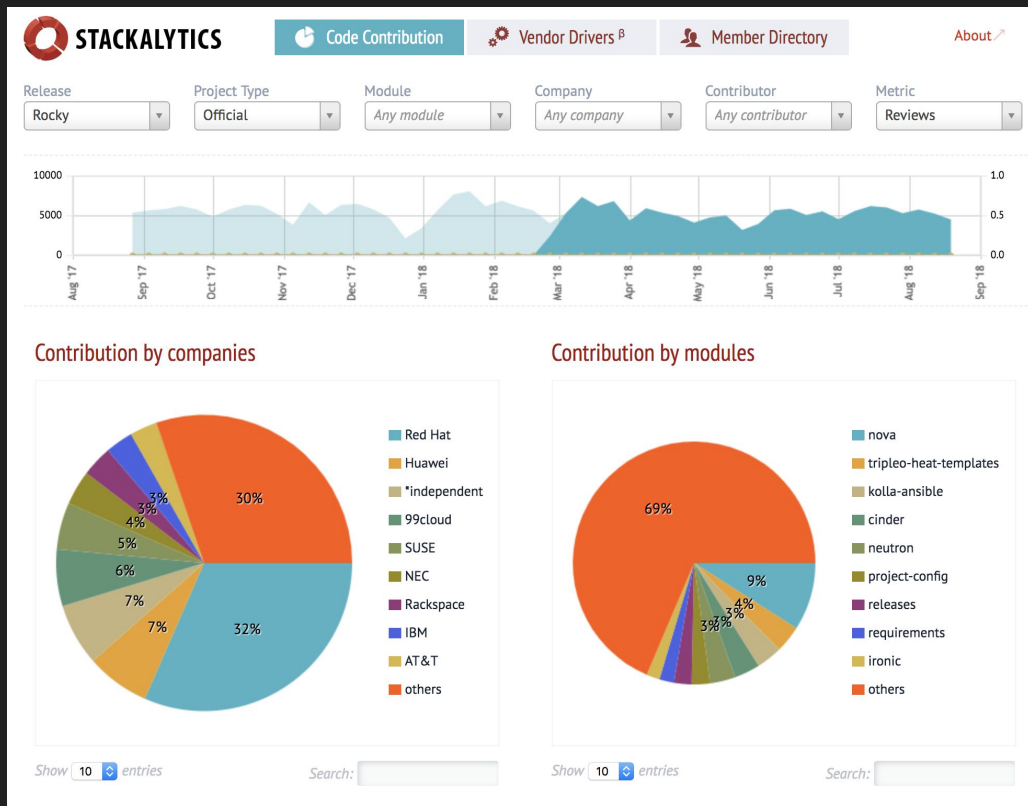 STACKALYTICS
Code Contribution
Vendor Drivers β
Member Directory
About
Release
Project Type
Module
Company
Contributor
Metric
Rocky
Official
Any module
Any company
Any contributor
Reviews
10000
5000
0
1.0
0.5
0.0
Aug '17
Sep '17
Oct '17
Nov '17
Dec '17
Jan '18
Feb '18
Mar '18
Apr '18
May '18
Jun '18
Jul '18
Aug '18
Sep '18
Contribution by companies
30%
3%
3%
4%
5%
6%
7%
7%
32%
Red Hat
Huawei
*independent
99cloud
SUSE
NEC
Rackspace
IBM
AT&T
others
Show 10 entries
Search:
Contribution by modules
69%
9%
4%
3%
3%
3%
nova
tripleo-heat-templates
kolla-ansible
cinder
neutron
project-config
releases
requirements
ironic
others
Show 10 entries
Search: